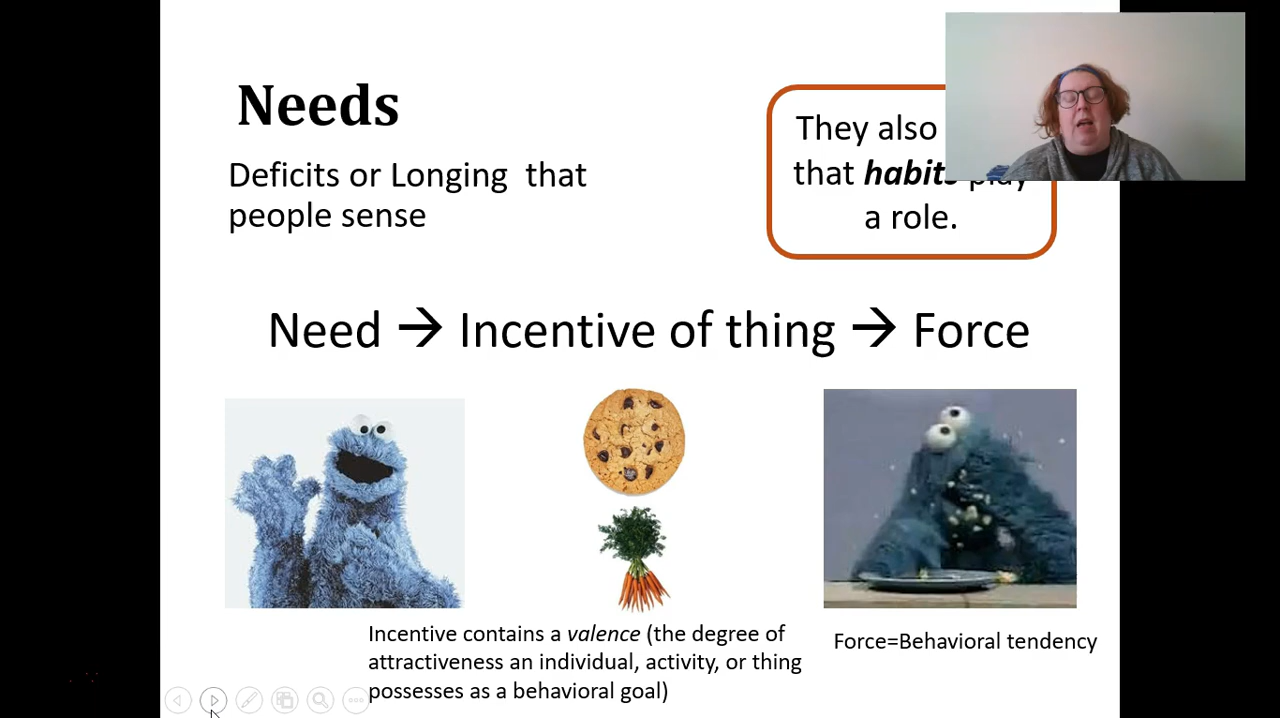 Needs
Deficits or Longing that
people sense
They also
that habits play
a role.
Need → Incentive of thing → Force
Incentive contains a valence (the degree of
attractiveness an individual, activity, or thing
possesses as a behavioral goal)
Force=Behavioral tendency